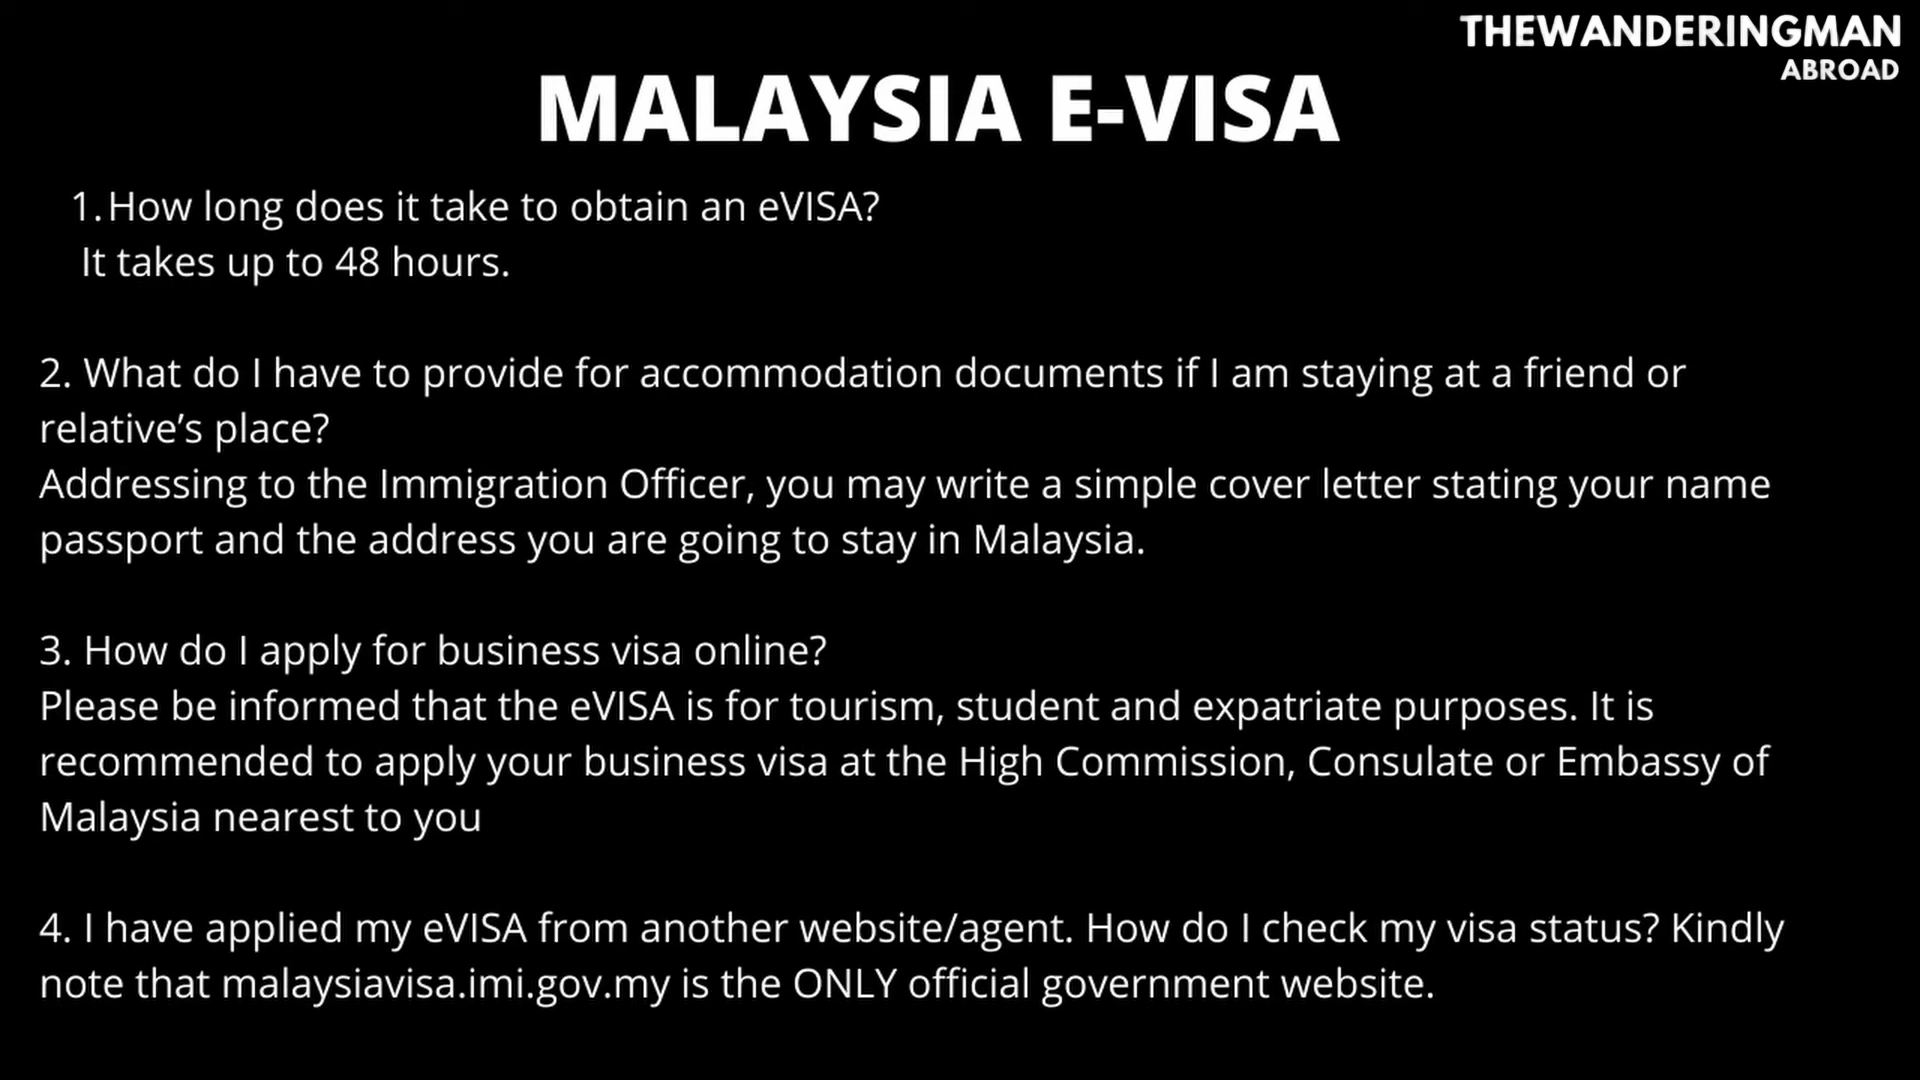 THEWANDERINGMAN
ABROAD
MALAYSIA E-VISA
1. How long does it take to obtain an eVISA?
It takes up to 48 hours.
2. What do I have to provide for accommodation documents if I am staying at a friend or
relative’s place?
Addressing to the Immigration Officer, you may write a simple cover letter stating your name
passport and the address you are going to stay in Malaysia.
3. How do I apply for business visa online?
Please be informed that the eVISA is for tourism, student and expatriate purposes. It is
recommended to apply your business visa at the High Commission, Consulate or Embassy of
Malaysia nearest to you
4. I have applied my eVISA from another website/agent. How do I check my visa status? Kindly
note that malaysiavisa.imi.gov.my is the ONLY official government website.